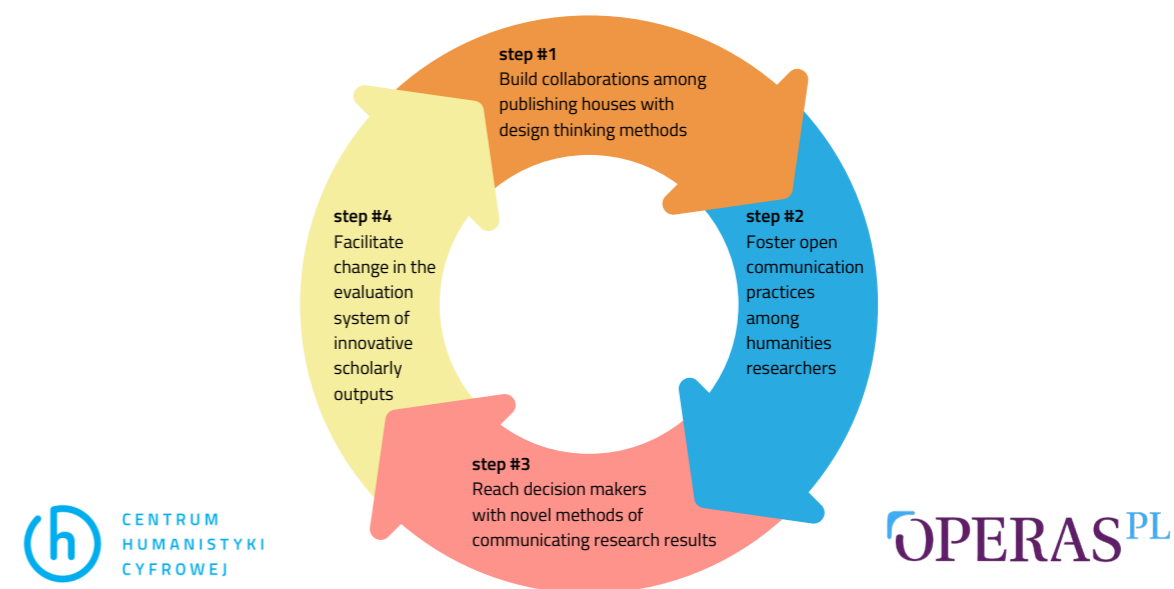 step #1
Build collaborations among
publishing houses with
design thinking methods
step #2
Foster open
communication
practices
among
humanities
researchers
step #3
Reach decision makers
with novel methods of
communicating research results
step #4
Facilitate
change in the
evaluation
system of
innovative
scholarly
outputs
CENTRUM
HUMANISTYKI
CYFROWEJ
OPERAS PL